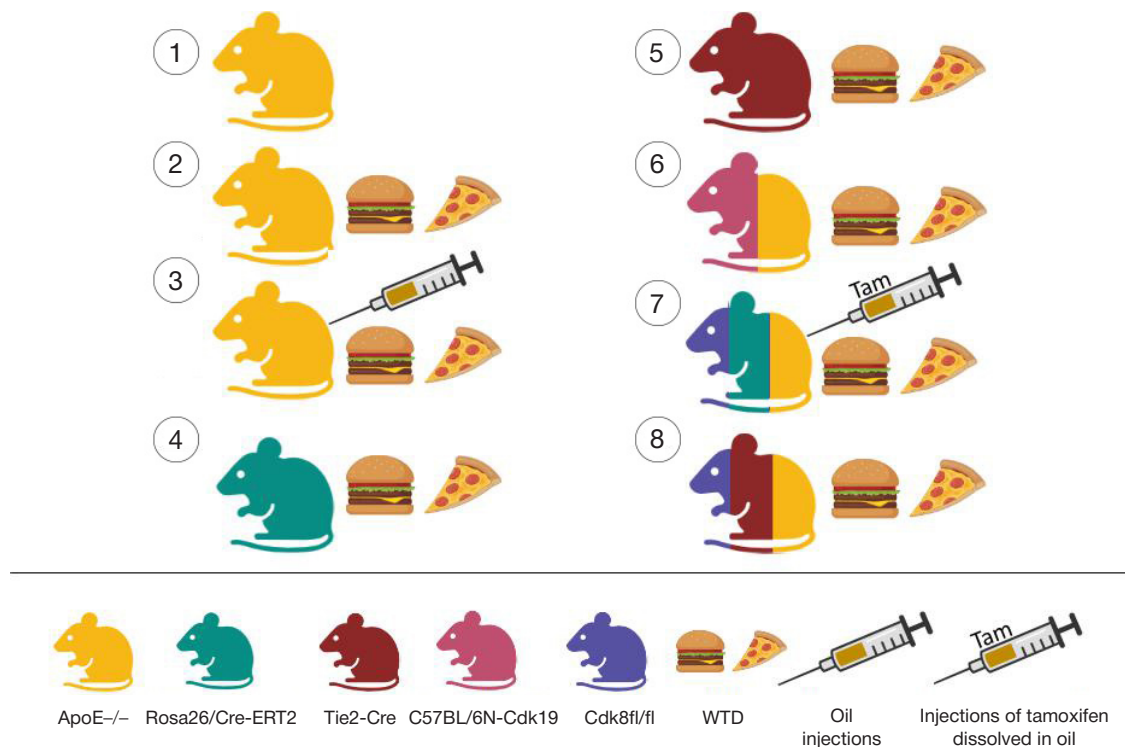 1
2
3
4
5
6
Tam
7
8
ApoE–/–
Rosa26/Cre-ERT2
Tie2-Cre
C57BL/6N-Cdk19
Cdk8fl/fl
WTD
Oil
injections
Tam
Injections of tamoxifen
dissolved in oil